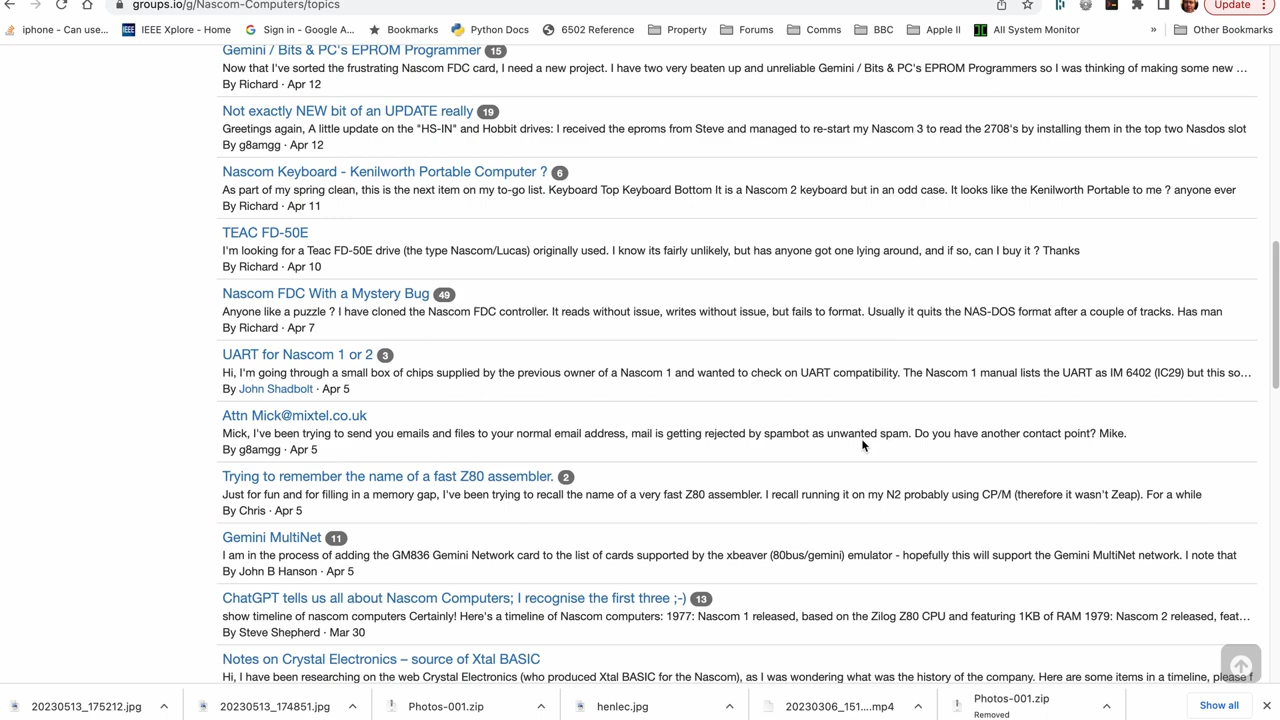 groups.io/g/Nascom-Computers/topics
Update
iphone - Can use...
IEEE Xplore - Home
Sign in - Google A...
Bookmarks
Python Docs
6502 Reference
Property
Forums
Comms
BBC
Apple II
All System Monitor
»
Other Bookmarks
Gemini / Bits & PC's EPROM Programmer 15
Now that I've sorted the frustrating Nascom FDC card, I need a new project. I have two very beaten up and unreliable Gemini / Bits & PC's EPROM Programmers so I was thinking of making some new ...
By Richard · Apr 12
Not exactly NEW bit of an UPDATE really 19
Greetings again, A little update on the "HS-IN" and Hobbit drives: I received the eproms from Steve and managed to re-start my Nascom 3 to read the 2708's by installing them in the top two Nasdos slot
By g8amgg · Apr 12
Nascom Keyboard - Kenilworth Portable Computer ? 6
As part of my spring clean, this is the next item on my to-go list. Keyboard Top Keyboard Bottom It is a Nascom 2 keyboard but in an odd case. It looks like the Kenilworth Portable to me ? anyone ever
By Richard · Apr 11
TEAC FD-50E
I'm looking for a Teac FD-50E drive (the type Nascom/Lucas) originally used. I know its fairly unlikely, but has anyone got one lying around, and if so, can I buy it ? Thanks
By Richard · Apr 10
Nascom FDC With a Mystery Bug 49
Anyone like a puzzle ? I have cloned the Nascom FDC controller. It reads without issue, writes without issue, but fails to format. Usually it quits the NAS-DOS format after a couple of tracks. Has man
By Richard · Apr 7
UART for Nascom 1 or 2 3
Hi, I'm going through a small box of chips supplied by the previous owner of a Nascom 1 and wanted to check on UART compatibility. The Nascom 1 manual lists the UART as IM 6402 (IC29) but this so...
By John Shadbolt · Apr 5
Attn Mick@mixtel.co.uk
Mick, I've been trying to send you emails and files to your normal email address, mail is getting rejected by spambot as unwanted spam. Do you have another contact point? Mike.
By g8amgg · Apr 5
Trying to remember the name of a fast Z80 assembler. 2
Just for fun and for filling in a memory gap, I've been trying to recall the name of a very fast Z80 assembler. I recall running it on my N2 probably using CP/M (therefore it wasn't Zeap). For a while
By Chris · Apr 5
Gemini MultiNet 11
I am in the process of adding the GM836 Gemini Network card to the list of cards supported by the xbeaver (80bus/gemini) emulator - hopefully this will support the Gemini MultiNet network. I note that
By John B Hanson · Apr 5
ChatGPT tells us all about Nascom Computers; I recognise the first three ;-) 13
show timeline of nascom computers Certainly! Here's a timeline of Nascom computers: 1977: Nascom 1 released, based on the Zilog Z80 CPU and featuring 1KB of RAM 1979: Nascom 2 released, feat...
By Steve Shepherd · Mar 30
Notes on Crystal Electronics – source of Xtal BASIC
Hi, I have been researching on the web Crystal Electronics (who produced Xtal BASIC for the Nascom), as I was wondering what was the history of the company. Here are some items in a timeline, please f
20230513_175212.jpg
20230513_174851.jpg
Photos-001.zip
henlec.jpg
20230306_151....mp4
Photos-001.zip
Removed
Show all